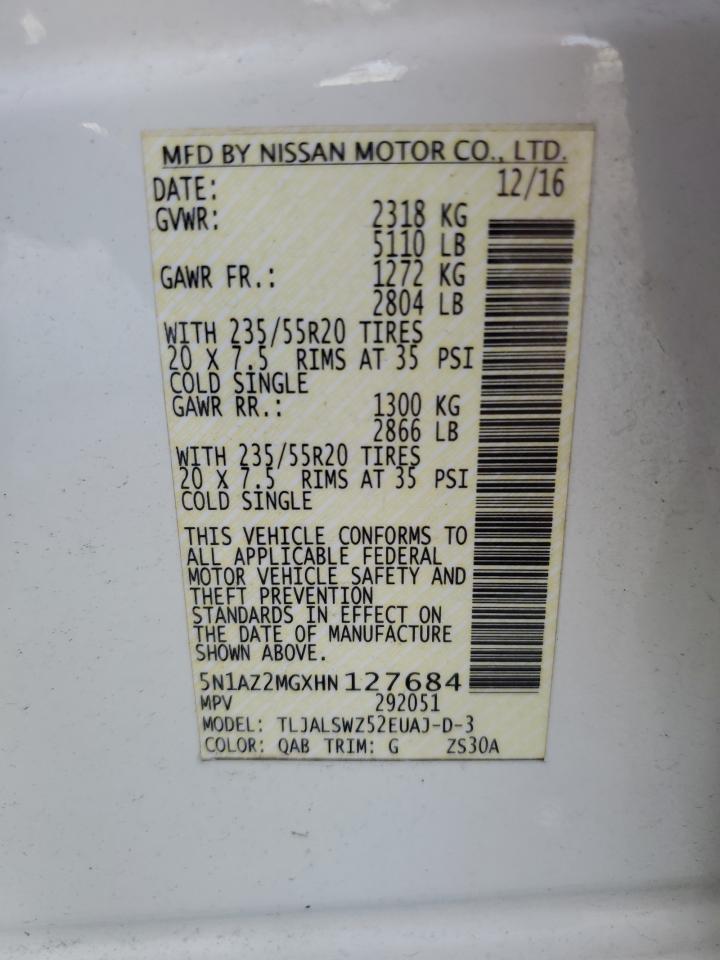 MFD BY NISSAN MOTOR CO., LTD.
DATE: 12/16
GVWR: 2318 KG
5110 LB
GAWR FR.: 1272 KG
2804 LB
WITH 235/55R20 TIRES
20 X 7.5 RIMS AT 35 PSI
COLD SINGLE
GAWR RR.: 1300 KG
2866 LB
WITH 235/55R20 TIRES
20 X 7.5 RIMS AT 35 PSI
COLD SINGLE
THIS VEHICLE CONFORMS TO
ALL APPLICABLE FEDERAL
MOTOR VEHICLE SAFETY AND
THEFT PREVENTION
STANDARDS IN EFFECT ON
THE DATE OF MANUFACTURE
SHOWN ABOVE.
5N1AZ2MGXHN 127684
MPV 292051
MODEL: TLJALSWZ52EUAJ-D-3
COLOR: QAB TRIM: G ZS30A